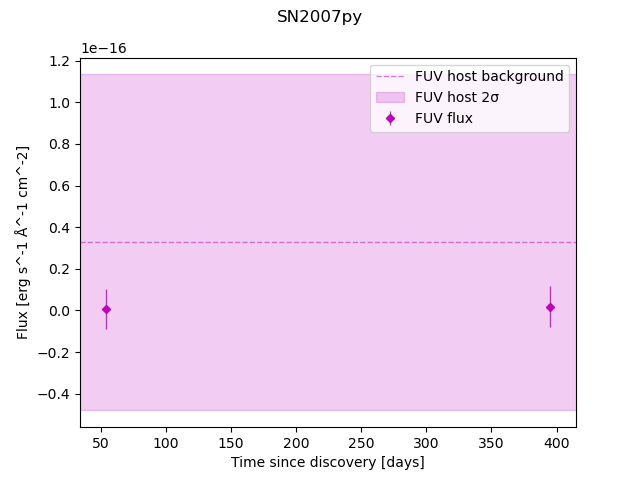 SN2007py
1e−16
1.2
1.0
0.8
0.6
0.4
0.2
0.0
−0.2
−0.4
Flux [erg s^-1 Å^-1 cm^-2]
FUV host background
FUV host 2σ
FUV flux
50 100 150 200 250 300 350 400
Time since discovery [days]